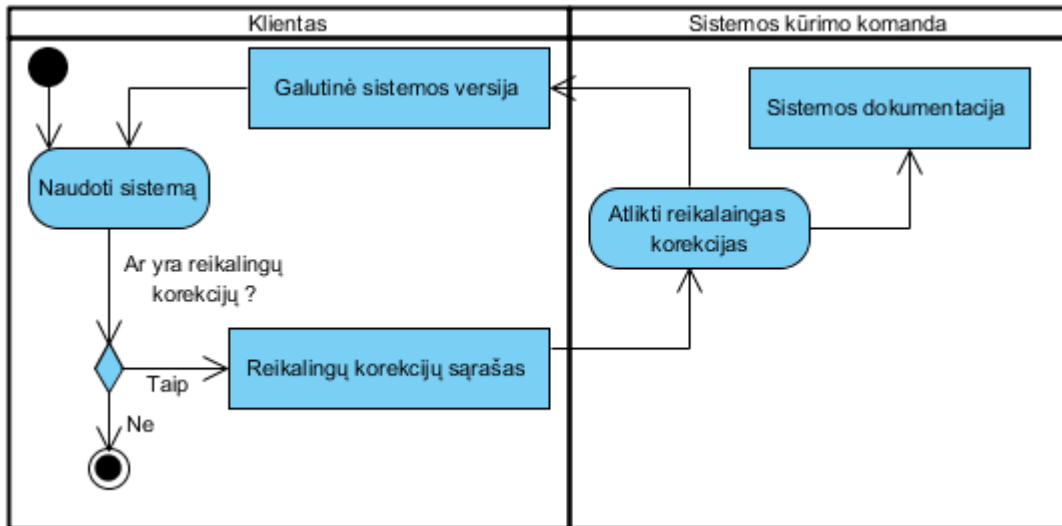 Klientas
Sistemos kūrimo komanda
Galutinė sistemos versija
Sistemos dokumentacija
Naudoti sistemą
Atlikti reikalaingas
korekcijas
Ar yra reikalingų
korekcijų ?
Reikalingų korekcijų sąrašas
Taip
Ne